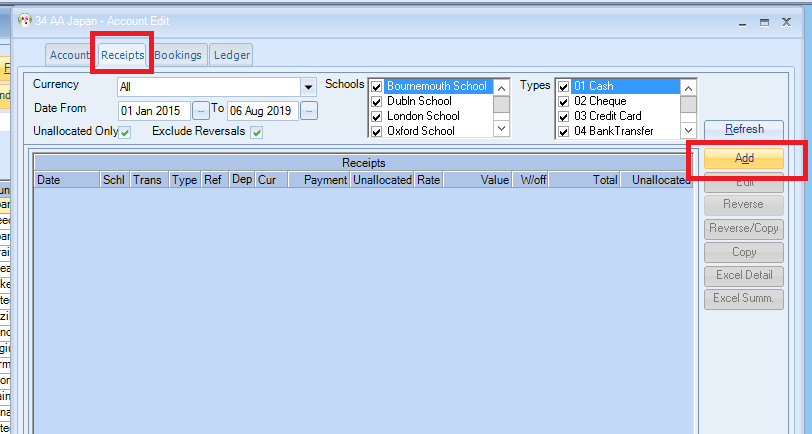 34 AA Japan - Account Edit
Account Receipts Bookings Ledger
Currency All Schools Bournemouth School Types 01 Cash
Dubln School 02 Cheque
Date From 01 Jan 2015 ... To 06 Aug 2019 ... London School 03 Credit Card
Unallocated Only Exclude Reversals Oxford School 04 BankTransfer
Refresh
Add
Edit
Reverse
Reverse/Copy
Copy
Excel Detail
Excel Summ.
Receipts
Date Schl Trans Type Ref Dep Cur Payment Unallocated Rate Value W/off Total Unallocated